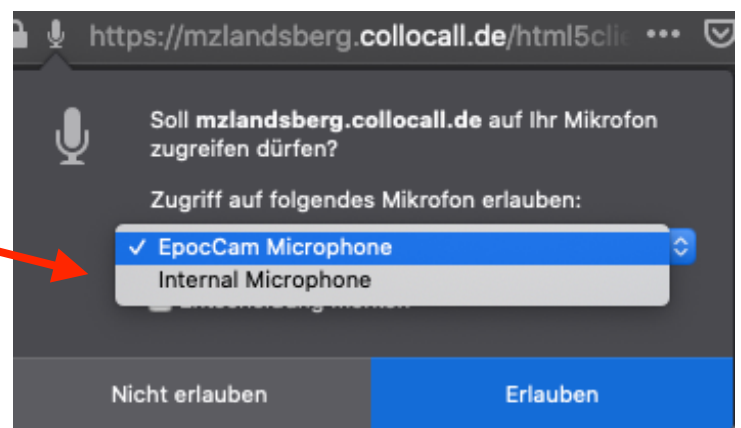 https://mzlandsberg.collocall.de/html5clie
Soll mzlandsberg.collocall.de auf Ihr Mikrofon
zugreifen dürfen?
Zugriff auf folgendes Mikrofon erlauben:
✓ EpocCam Microphone
Internal Microphone
Nicht erlauben
Erlauben